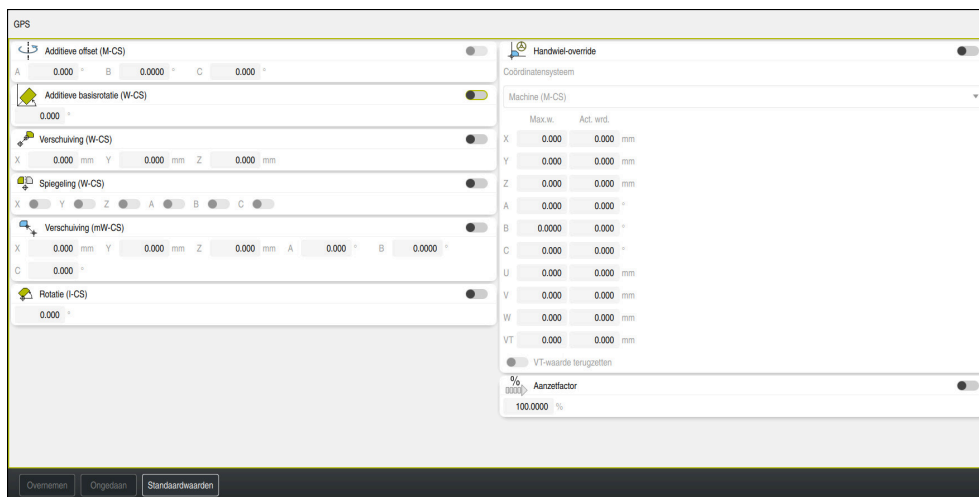 GPS
Additieve offset (M-CS)
A 0.000 ° B 0.0000 ° C 0.000 °
Additieve basisrotatie (W-CS)
0.000 °
Verschuiving (W-CS)
X 0.000 mm Y 0.000 mm Z 0.000 mm
Spiegeling (W-CS)
X Y Z A B C
Verschuiving (mW-CS)
X 0.000 mm Y 0.000 mm Z 0.000 mm A 0.000 ° B 0.0000 °
C 0.000 °
Rotatie (I-CS)
0.000 °
Handwiel-override
Coördinatensysteem
Machine (M-CS)
Max.w. Act. wrd.
X 0.000 0.000 mm
Y 0.000 0.000 mm
Z 0.000 0.000 mm
A 0.000 0.000 °
B 0.0000 0.000 °
C 0.000 0.000 °
U 0.000 0.000 mm
V 0.000 0.000 mm
W 0.000 0.000 mm
VT 0.000 0.000 mm
VT-waarde terugzetten
% Aanzetfactor
100.0000 %
Overnemen Ongedaan Standaardwaarden